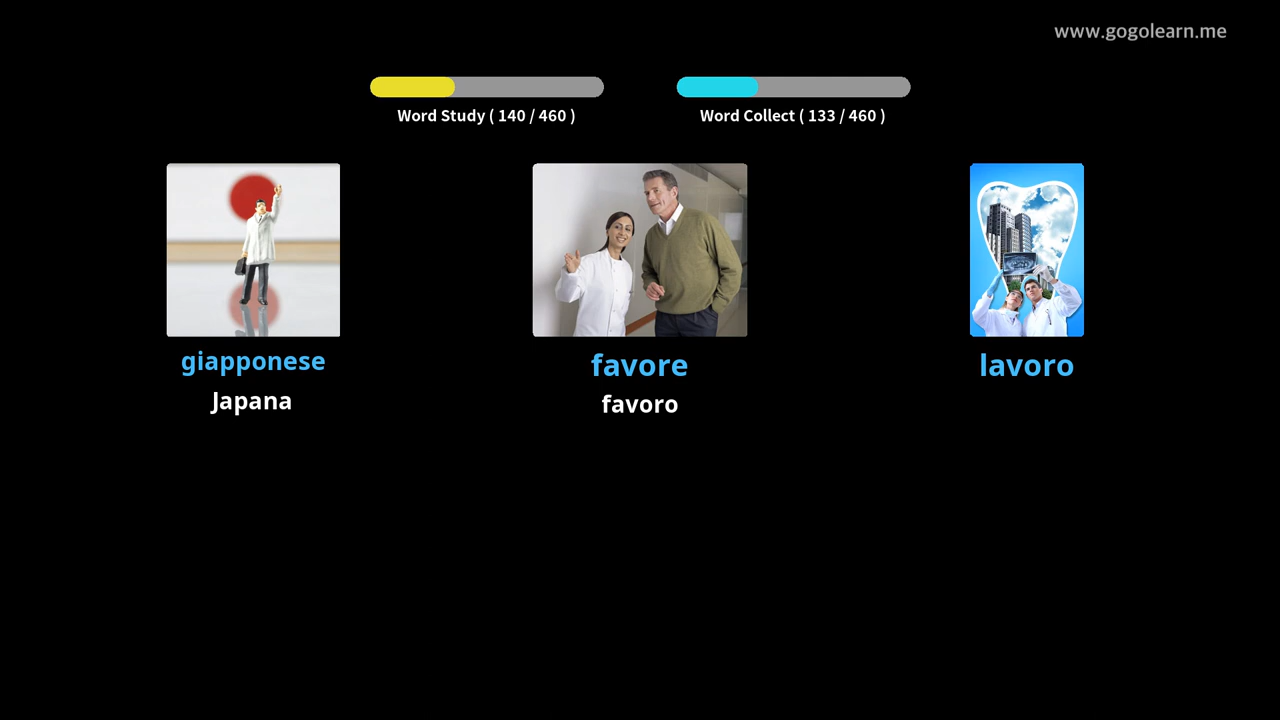 www.gogolearn.me
Word Study ( 140 / 460 )
Word Collect ( 133 / 460 )
giapponese
favore
lavoro
Japana
favoro